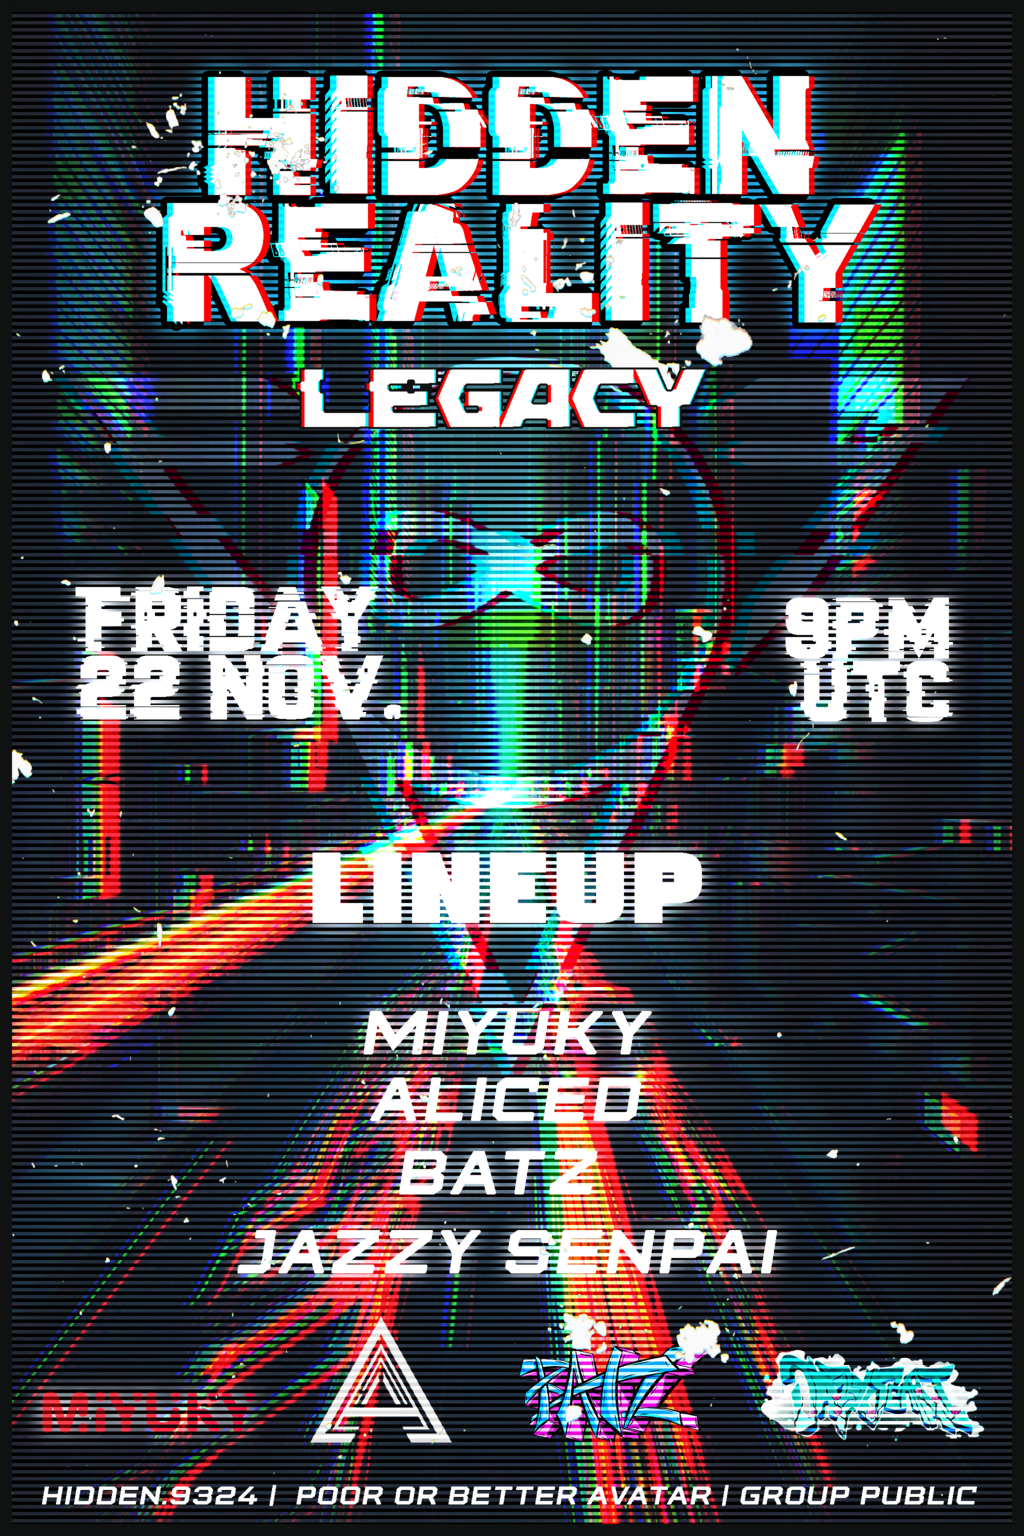 HIDDEN
REALITY
LEGACY
FRIDAY
22 NOV.
9PM
UTC
LINEUP
MIYUKY
ALICED
BATZ
JAZZY SENPAI
MiYUKY
A
BATZ
HIDDEN.9324 | POOR OR BETTER AVATAR | GROUP PUBLIC